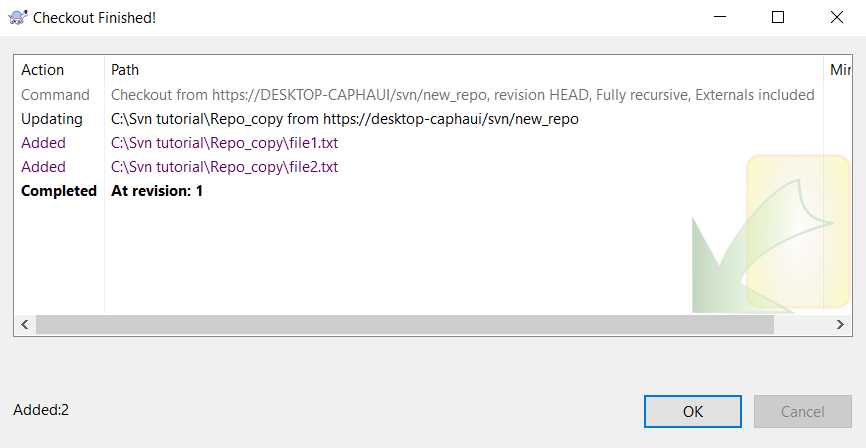 Checkout Finished!
Action Path Mir
Command Checkout from https://DESKTOP-CAPHAUI/svn/new_repo, revision HEAD, Fully recursive, Externals included
Updating C:\Svn tutorial\Repo_copy from https://desktop-caphaui/svn/new_repo
Added C:\Svn tutorial\Repo_copy\file1.txt
Added C:\Svn tutorial\Repo_copy\file2.txt
Completed At revision: 1
Added:2
OK Cancel